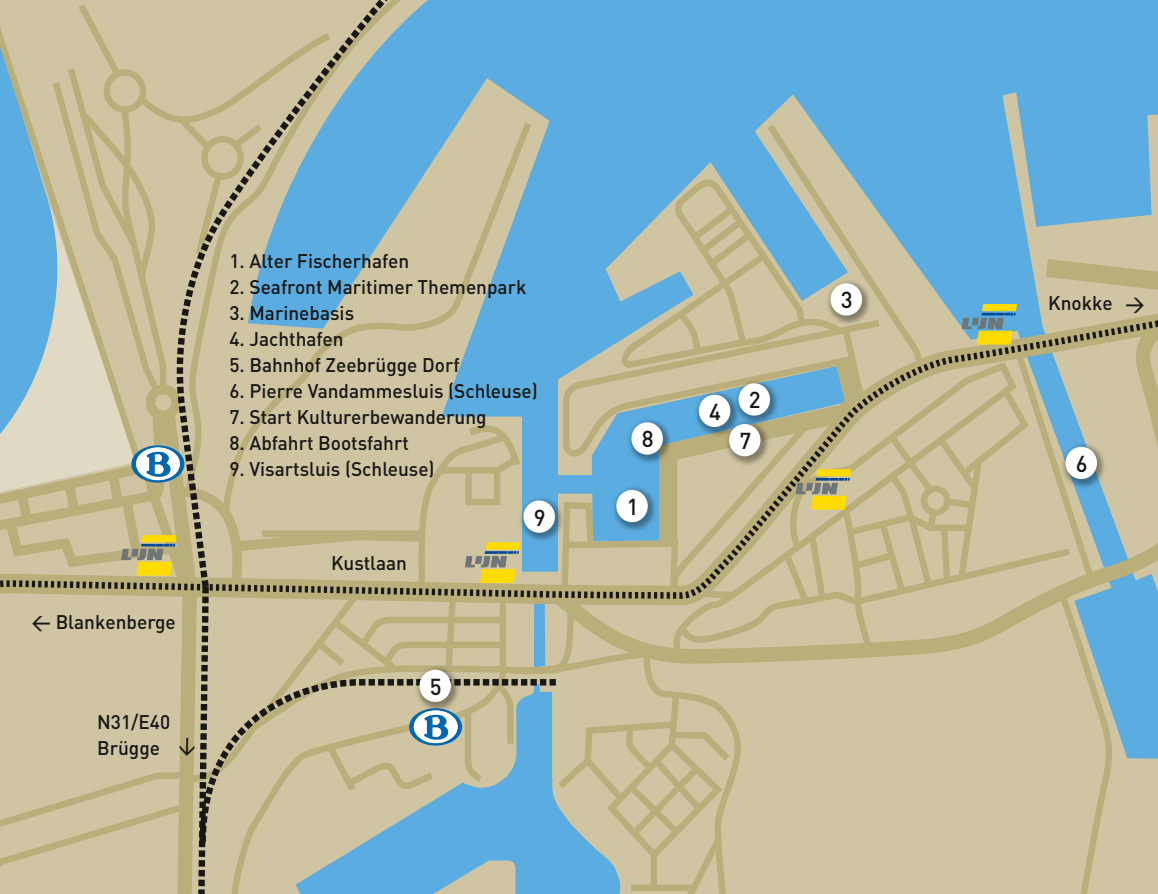 1. Alter Fischerhafen
2. Seafront Maritimer Themenpark
3. Marinebasis
4. Jachthafen
5. Bahnhof Zeebrügge Dorf
6. Pierre Vandammesluis (Schleuse)
7. Start Kulturerbewanderung
8. Abfahrt Bootsfahrt
9. Visartsluis (Schleuse)
3
LIJN
Knokke →
2
4
8
7
B
6
LIJN
1
9
LIJN
LIJN
Kustlaan
← Blankenberge
5
B
N31/E40
Brügge ↓